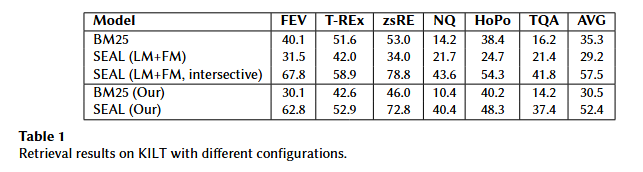 Model FEV T-REx zsRE NQ HoPo TQA AVG
BM25 40.1 51.6 53.0 14.2 38.4 16.2 35.3
SEAL (LM+FM) 31.5 42.0 34.0 21.7 24.7 21.4 29.2
SEAL (LM+FM, intersective) 67.8 58.9 78.8 43.6 54.3 41.8 57.5
BM25 (Our) 30.1 42.6 46.0 10.4 40.2 14.2 30.5
SEAL (Our) 62.8 52.9 72.8 40.4 48.3 37.4 52.4
Table 1
Retrieval results on KILT with different configurations.